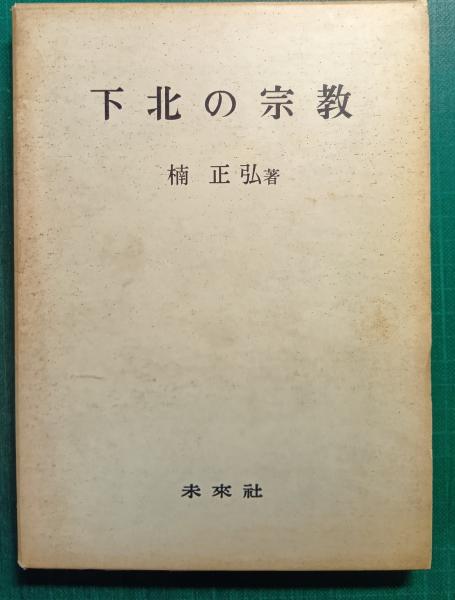 下北の宗教
楠 正弘著
未來社